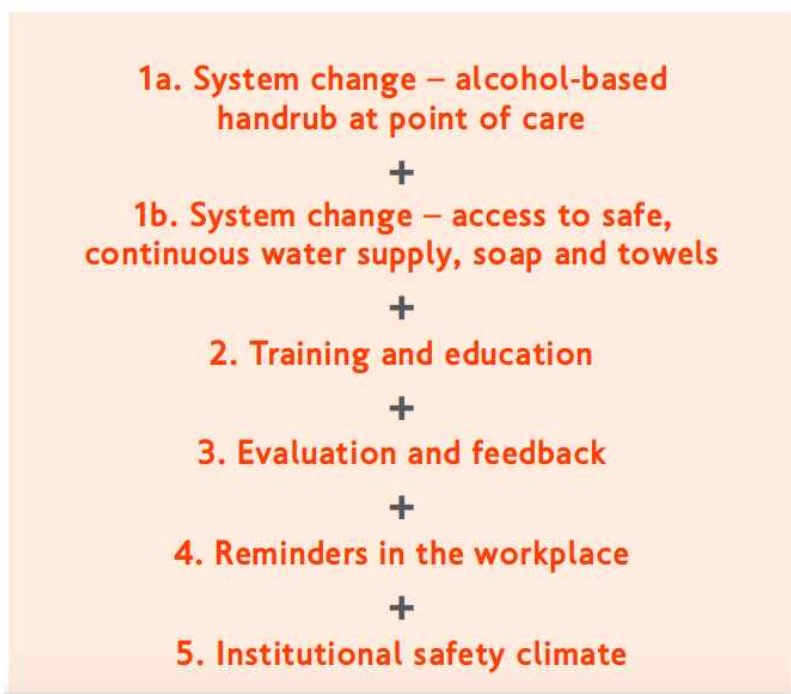 1a. System change – alcohol-based
handrub at point of care
+
1b. System change – access to safe,
continuous water supply, soap and towels
+
2. Training and education
+
3. Evaluation and feedback
+
4. Reminders in the workplace
+
5. Institutional safety climate